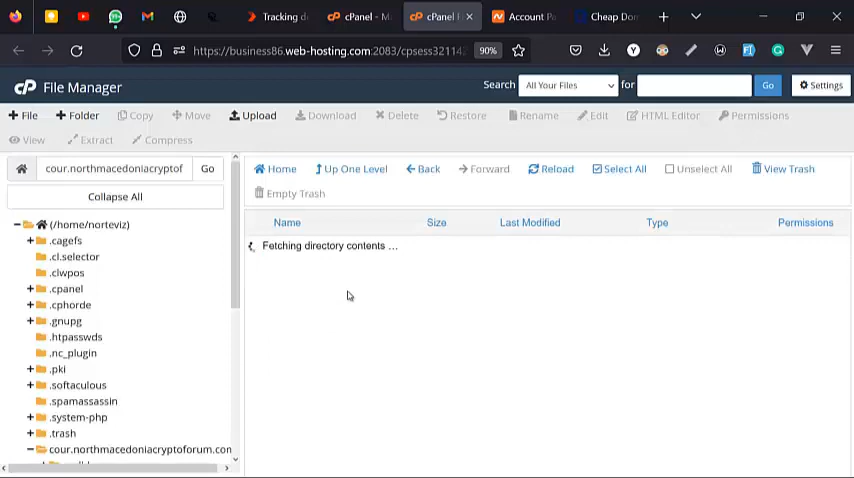 Tracking d
cPanel - M
cPanel F
Account Pa
Cheap Dom
https://business86.web-hosting.com:2083/cpsess32114
90%
cP File Manager
Search All Your Files for Go Settings
File Folder Copy Move Upload Download Delete Restore Rename Edit HTML Editor Permissions
View Extract Compress
cour.northmacedoniacryptof Go
Home Up One Level Back Forward Reload Select All Unselect All View Trash
Empty Trash
Collapse All
Name Size Last Modified Type Permissions
Fetching directory contents ...
(/home/norteviz)
.cagefs
.cl.selector
.clwpos
.cpanel
.cphorde
.gnupg
.htpasswds
.nc_plugin
.pki
.softaculous
.spamassassin
.system-php
.trash
cour.northmacedoniacryptoforum.com